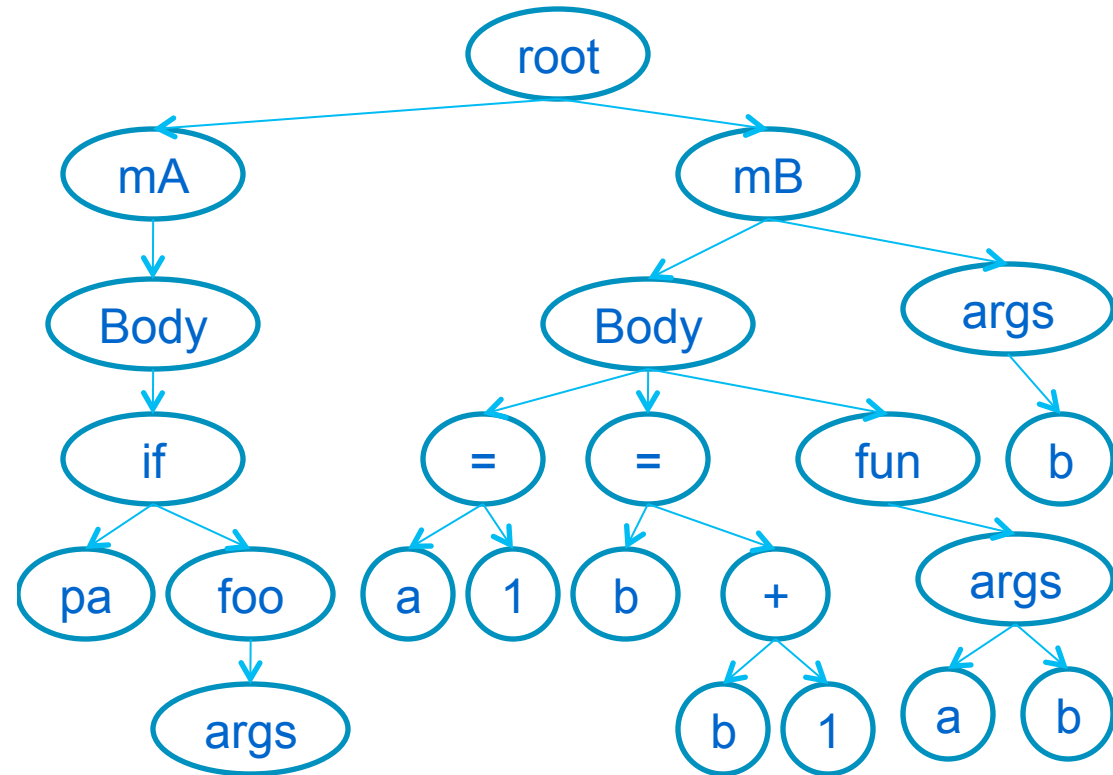 root
mA mB
Body Body args
if = = fun b
pa foo a 1 b + args
args b 1 a b